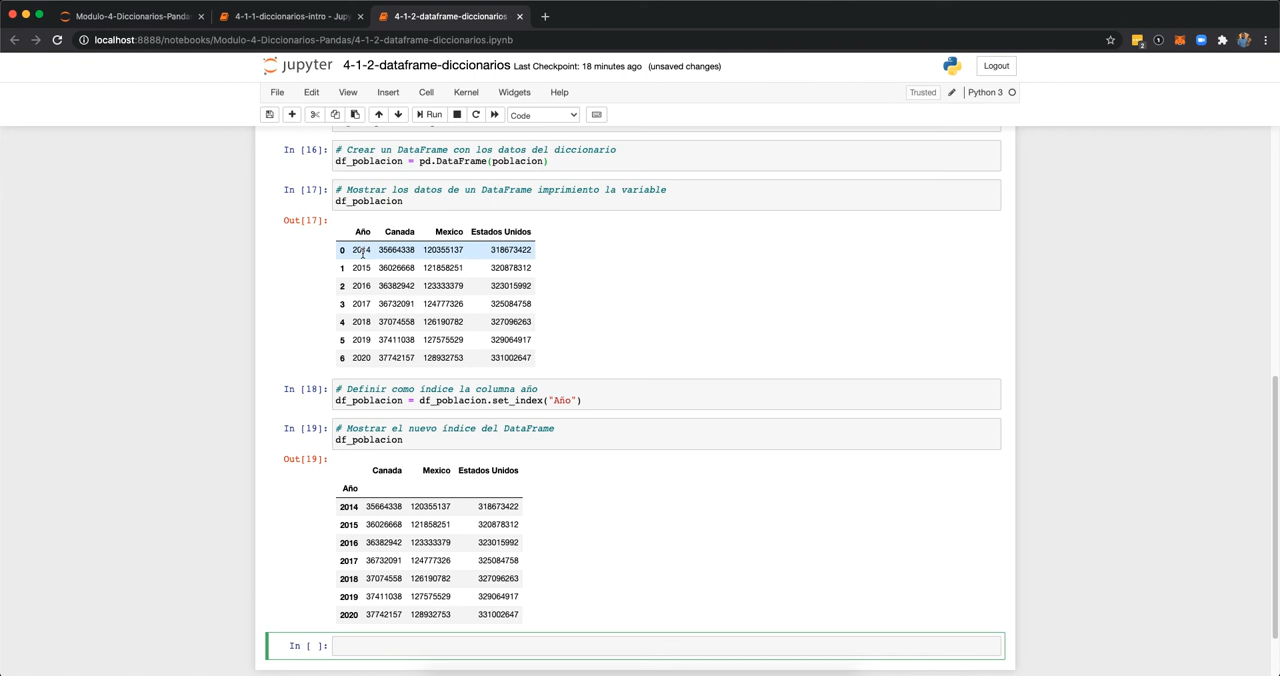 Modulo-4-Diccionarios-Panda
4-1-1-diccionarios-intro - Jup
4-1-2-dataframe-diccionarios
localhost:8888/notebooks/Modulo-4-Diccionarios-Pandas/4-1-2-dataframe-diccionarios.ipynb
jupyter 4-1-2-dataframe-diccionarios Last Checkpoint: 18 minutes ago (unsaved changes)
Logout
File Edit View Insert Cell Kernel Widgets Help
Trusted Python 3
Run Code
In [16]: # Crear un DataFrame con los datos del diccionario
df_poblacion = pd.DataFrame(poblacion)
In [17]: # Mostrar los datos de un DataFrame imprimiento la variable
df_poblacion
Out[17]:
Año Canada Mexico Estados Unidos
0 2014 35664338 120355137 318673422
1 2015 36026668 121858251 320878312
2 2016 36382942 123333379 323015992
3 2017 36732091 124777326 325084758
4 2018 37074558 126190782 327096263
5 2019 37411038 127575529 329064917
6 2020 37742157 128932753 331002647
In [18]: # Definir como índice la columna año
df_poblacion = df_poblacion.set_index("Año")
In [19]: # Mostrar el nuevo índice del DataFrame
df_poblacion
Out[19]:
Canada Mexico Estados Unidos
Año
2014 35664338 120355137 318673422
2015 36026668 121858251 320878312
2016 36382942 123333379 323015992
2017 36732091 124777326 325084758
2018 37074558 126190782 327096263
2019 37411038 127575529 329064917
2020 37742157 128932753 331002647
In [ ]: